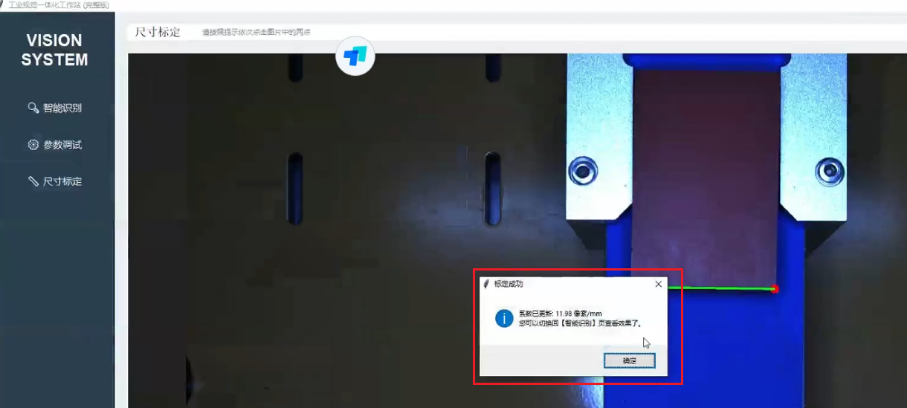 工业视觉一体化工作站 (完整版)
VISION
SYSTEM
尺寸标定
请按照提示依次点击图片中的两点
智能识别
参数调试
尺寸标定
标定成功
系数已更新: 11.98 像素/mm
您可以切换回【智能识别】页查看效果了。
确定